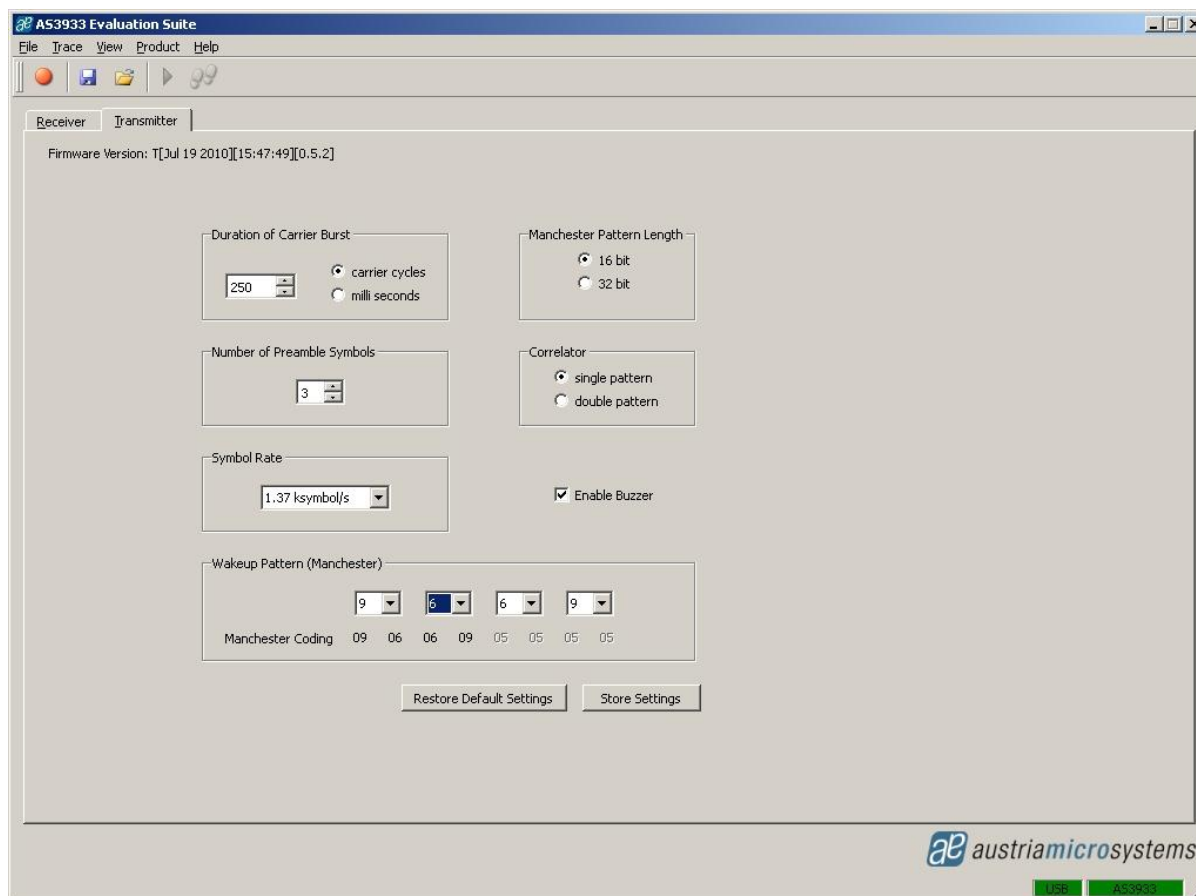 AS3933 Evaluation Suite
File Trace View Product Help
Receiver Transmitter
Firmware Version: T[Jul 19 2010][15:47:49][0.5.2]
Duration of Carrier Burst
250
carrier cycles
milli seconds
Manchester Pattern Length
16 bit
32 bit
Number of Preamble Symbols
3
Correlator
single pattern
double pattern
Symbol Rate
1.37 ksymbol/s
Enable Buzzer
Wakeup Pattern (Manchester)
9 6 6 9
Manchester Coding 09 06 06 09 05 05 05 05
Restore Default Settings Store Settings
ae austriamicrosystems
USB AS3933